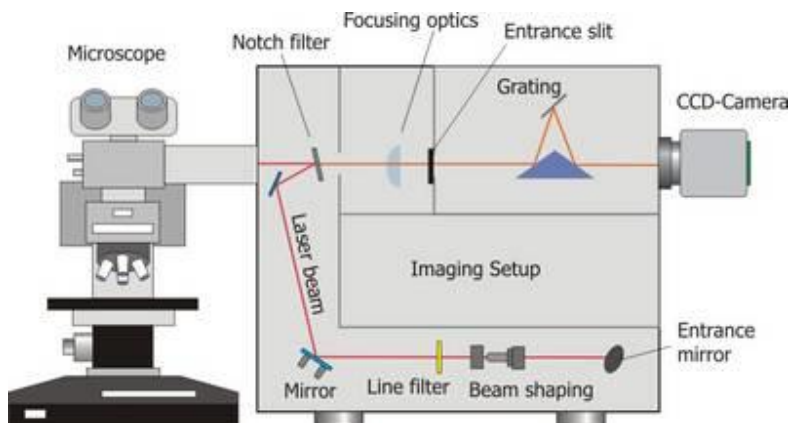 Focusing optics
Notch filter
Entrance slit
Microscope
Grating
CCD-Camera
Laser beam
Imaging Setup
Entrance
mirror
Mirror
Line filter
Beam shaping